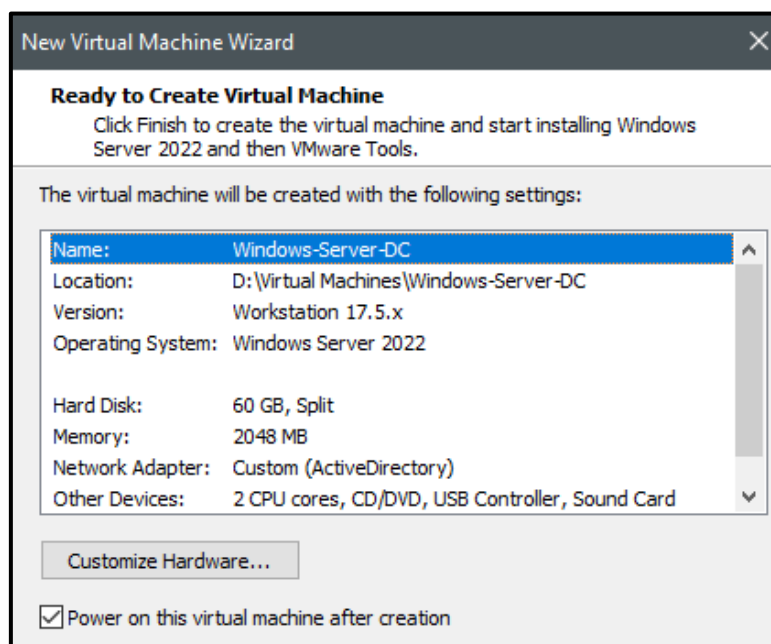 New Virtual Machine Wizard
Ready to Create Virtual Machine
Click Finish to create the virtual machine and start installing Windows
Server 2022 and then VMware Tools.
The virtual machine will be created with the following settings:
Name: Windows-Server-DC
Location: D:\Virtual Machines\Windows-Server-DC
Version: Workstation 17.5.x
Operating System: Windows Server 2022
Hard Disk: 60 GB, Split
Memory: 2048 MB
Network Adapter: Custom (ActiveDirectory)
Other Devices: 2 CPU cores, CD/DVD, USB Controller, Sound Card
Customize Hardware...
Power on this virtual machine after creation